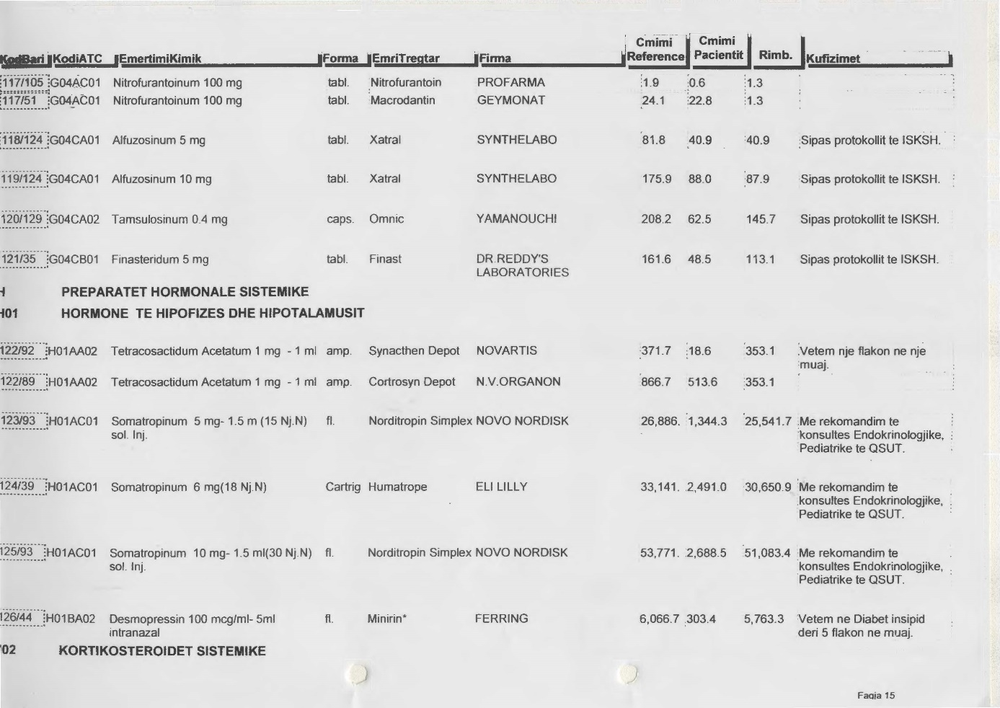 Cmimi Cmimi
KodBari KodiATC EmertimiKimik Forma EmriTregtar Firma Reference Pacientit Rimb. Kufizimet
117/105 G04AC01 Nitrofurantoinum 100 mg tabl. Nitrofurantoin PROFARMA 1.9 0.6 1.3
117/51 G04AC01 Nitrofurantoinum 100 mg tabl. Macrodantin GEYMONAT 24.1 22.8 1.3
118/124 G04CA01 Alfuzosinum 5 mg tabl. Xatral SYNTHELABO 81.8 40.9 40.9 Sipas protokollit te ISKSH.
119/124 G04CA01 Alfuzosinum 10 mg tabl. Xatral SYNTHELABO 175.9 88.0 87.9 Sipas protokollit te ISKSH.
120/129 G04CA02 Tamsulosinum 0.4 mg caps. Omnic YAMANOUCHI 208.2 62.5 145.7 Sipas protokollit te ISKSH.
121/35 G04CB01 Finasteridum 5 mg tabl. Finast DR.REDDY'S 161.6 48.5 113.1 Sipas protokollit te ISKSH.
LABORATORIES
H PREPARATET HORMONALE SISTEMIKE
H01 HORMONE TE HIPOFIZES DHE HIPOTALAMUSIT
122/92 H01AA02 Tetracosactidum Acetatum 1 mg - 1 ml amp. Synacthen Depot NOVARTIS 371.7 18.6 353.1 Vetem nje flakon ne nje
muaj.
122/89 H01AA02 Tetracosactidum Acetatum 1 mg - 1 ml amp. Cortrosyn Depot N.V.ORGANON 866.7 513.6 353.1
123/93 H01AC01 Somatropinum 5 mg- 1.5 m (15 Nj.N) fl. Norditropin Simplex NOVO NORDISK 26,886. 1,344.3 25,541.7 Me rekomandim te
sol. Inj. konsultes Endokrinologjike,
Pediatrike te QSUT.
124/39 H01AC01 Somatropinum 6 mg(18 Nj.N) Cartrig Humatrope ELI LILLY 33,141. 2,491.0 30,650.9 Me rekomandim te
konsultes Endokrinologjike,
Pediatrike te QSUT.
125/93 H01AC01 Somatropinum 10 mg- 1.5 ml(30 Nj.N) fl. Norditropin Simplex NOVO NORDISK 53,771. 2,688.5 51,083.4 Me rekomandim te
sol. Inj. konsultes Endokrinologjike,
Pediatrike te QSUT.
126/44 H01BA02 Desmopressin 100 mcg/ml- 5ml fl. Minirin* FERRING 6,066.7 303.4 5,763.3 Vetem ne Diabet insipid
intranazal deri 5 flakon ne muaj.
02 KORTIKOSTEROIDET SISTEMIKE
Faqja 15